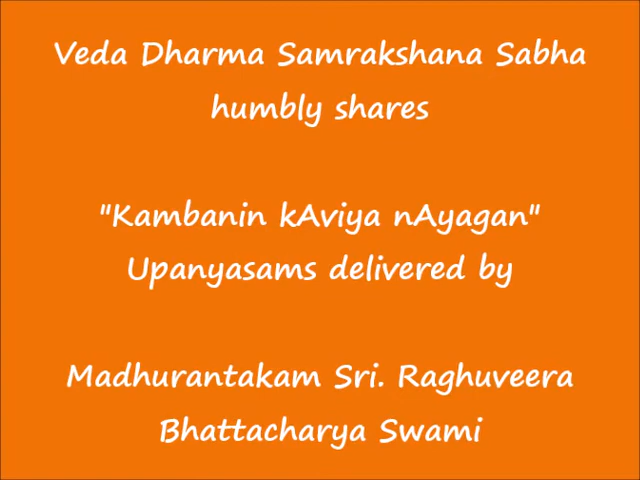 Veda Dharma Samrakshana Sabha
humbly shares
"Kambanin kAviya nAyagan"
Upanyasams delivered by
Madhurantakam Sri. Raghuveera
Bhattacharya Swami